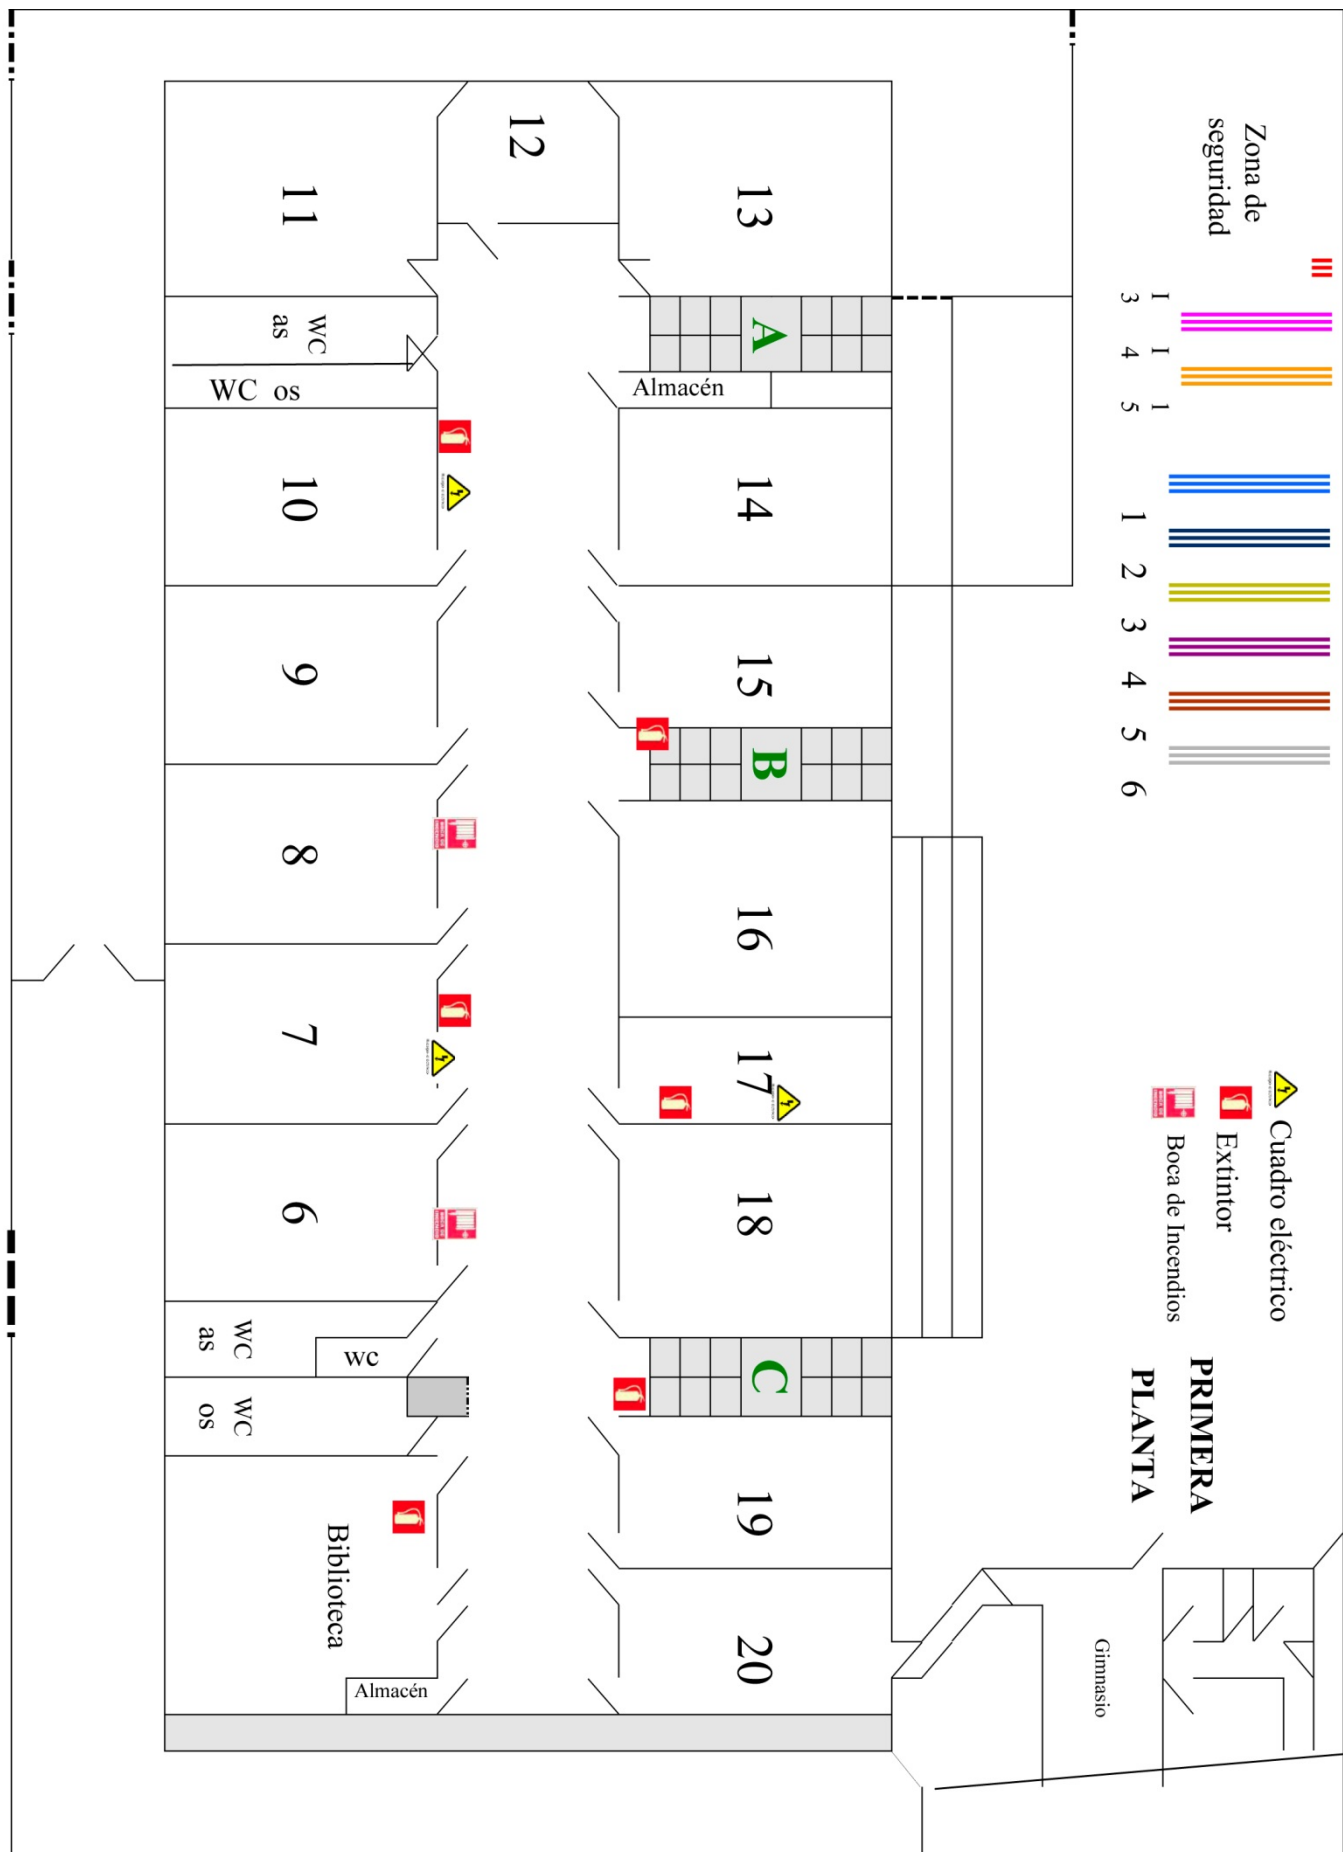 Zona de
seguridad
I
3
I
4
1
5
1
2
3
4
5
6
Cuadro eléctrico
Extintor
Boca de Incendios
PRIMERA
PLANTA
Gimnasio
13
A
Almacén
14
15
B
16
17
18
C
19
20
12
11
WC
as
WC os
10
9
8
7
6
WC
as
wc
WC
os
Biblioteca
Almacén